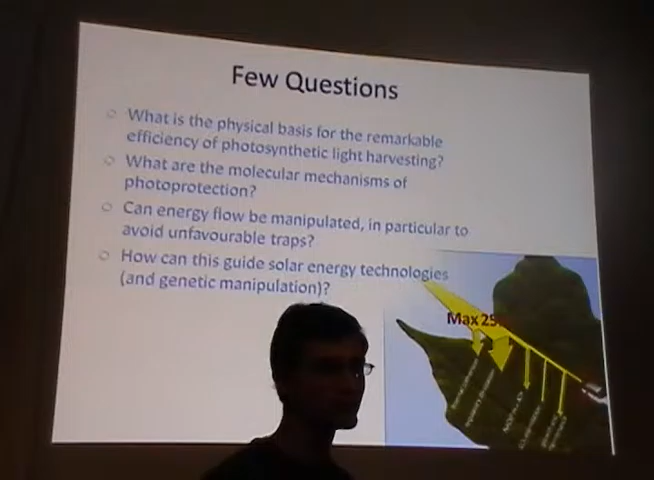 Few Questions
What is the physical basis for the remarkable
efficiency of photosynthetic light harvesting?
What are the molecular mechanisms of
photoprotection?
Can energy flow be manipulated, in particular to
avoid unfavourable traps?
How can this guide solar energy technologies
(and genetic manipulation)?
Max 25